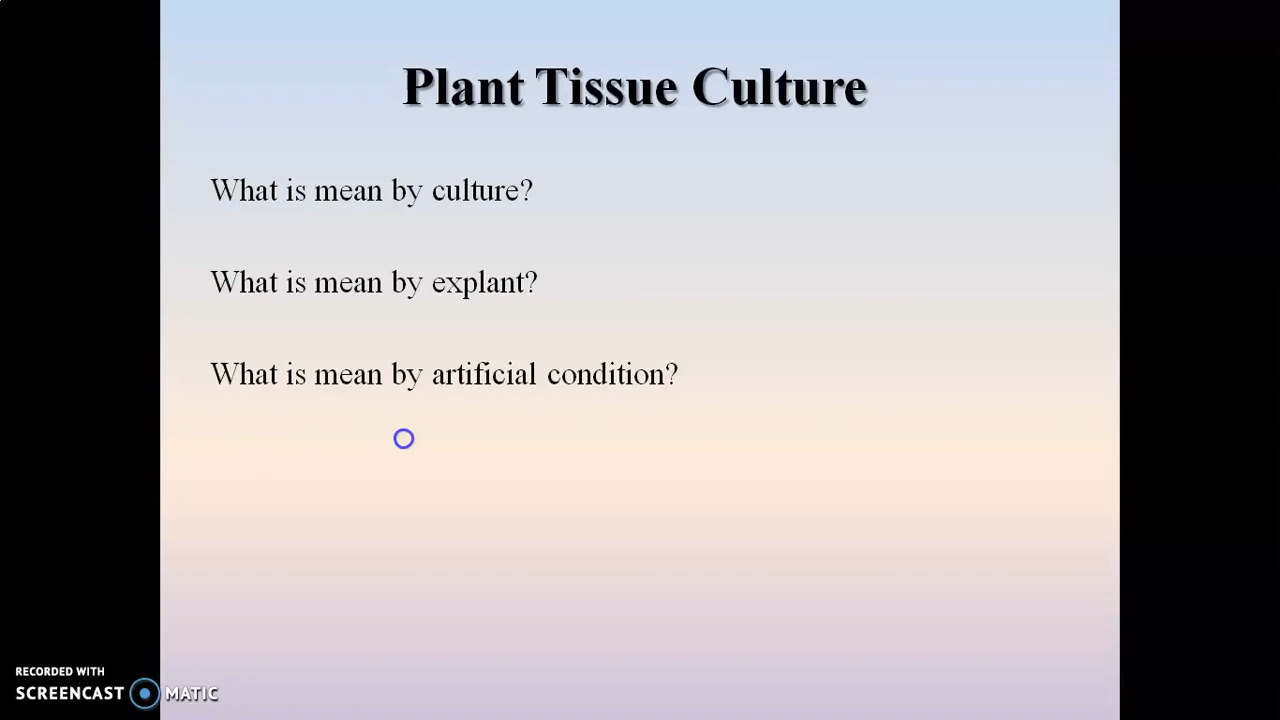 Plant Tissue Culture
What is mean by culture?
What is mean by explant?
What is mean by artificial condition?
RECORDED WITH
SCREENCAST MATIC